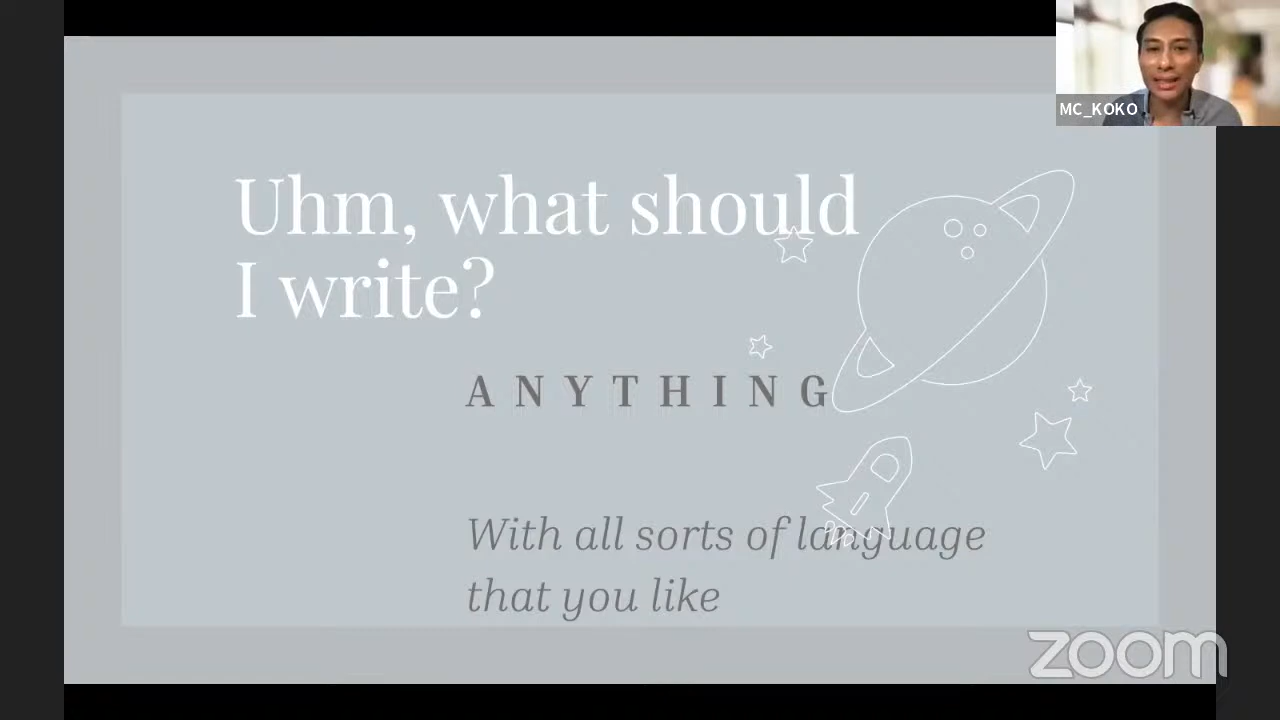 MC_KOKO
Uhm, what should
I write?
ANYTHING
With all sorts of language
that you like
zoom